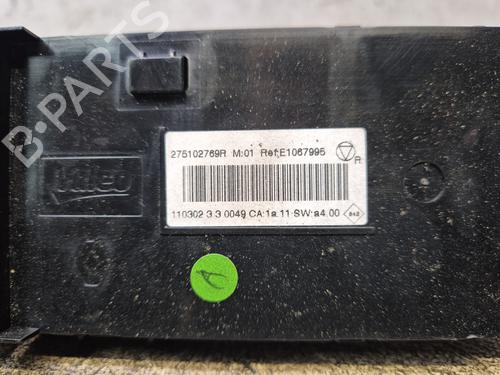 B-PARTS
275102769R M:01 Ref:E1067995
R
Valeo
110302 3 3 0049 CA:1a 11 SW:a4.00
A